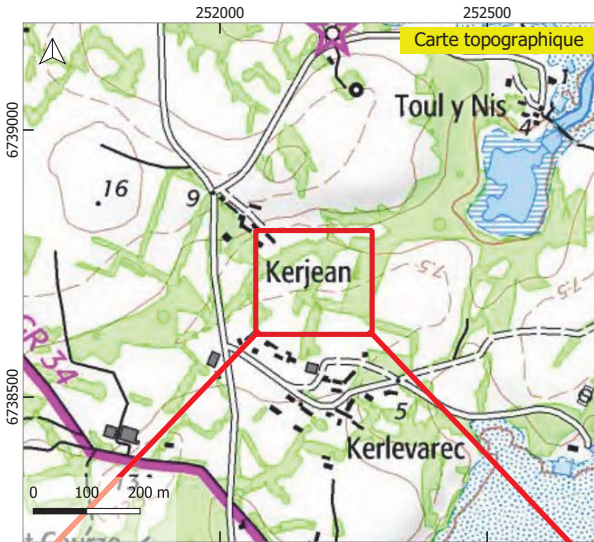 252000 252500
Carte topographique
6739000
Toul y Nis
4
16
9
Kerjean
7.5
7.5
GR 34
6738500
5
Kerlevarec
0 100 200 m